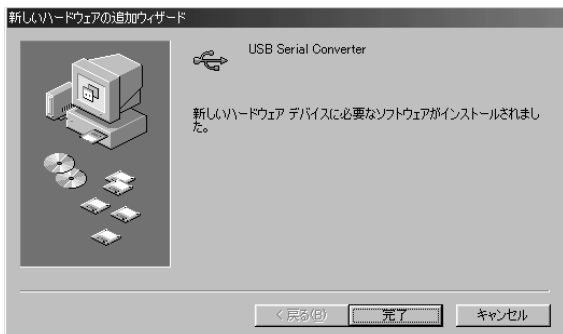 新しいハードウェアの追加ウィザード
USB Serial Converter
新しいハードウェア デバイスに必要なソフトウェアがインストールされまし
た。
< 戻る(B)
完了
キャンセル